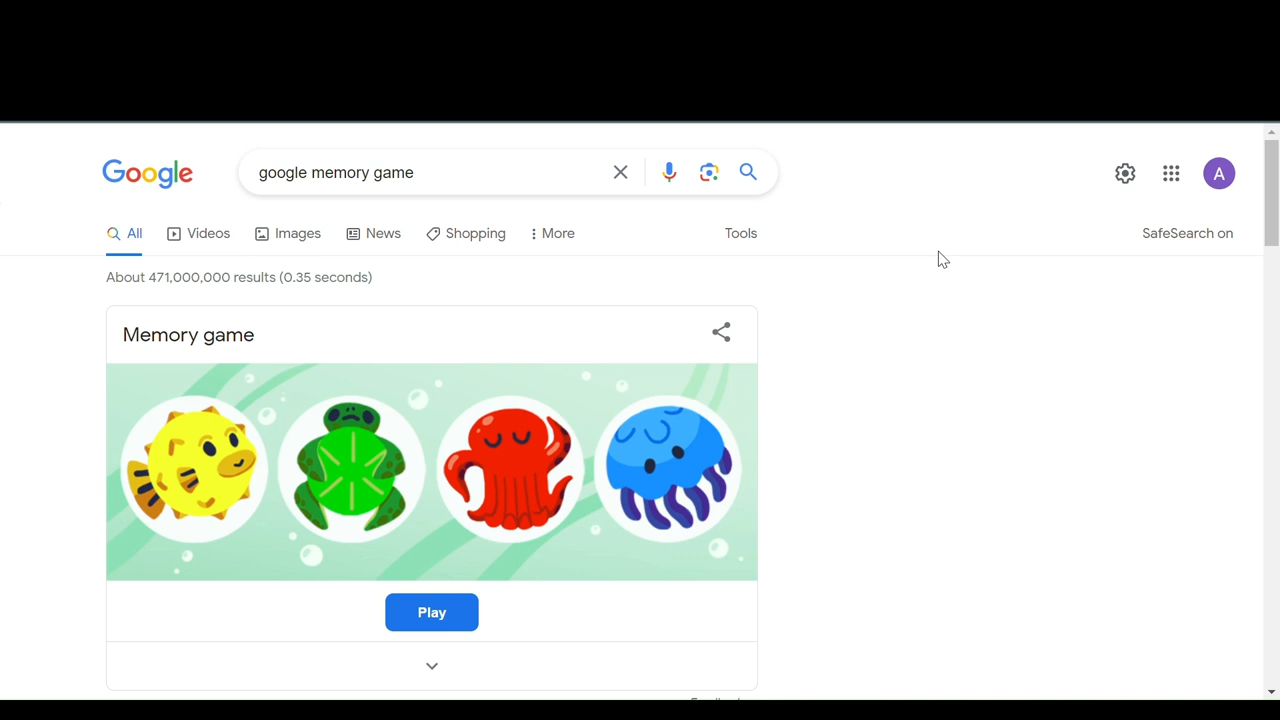 Google
google memory game
A
All
Videos
Images
News
Shopping
More
Tools
SafeSearch on
About 471,000,000 results (0.35 seconds)
Memory game
Play